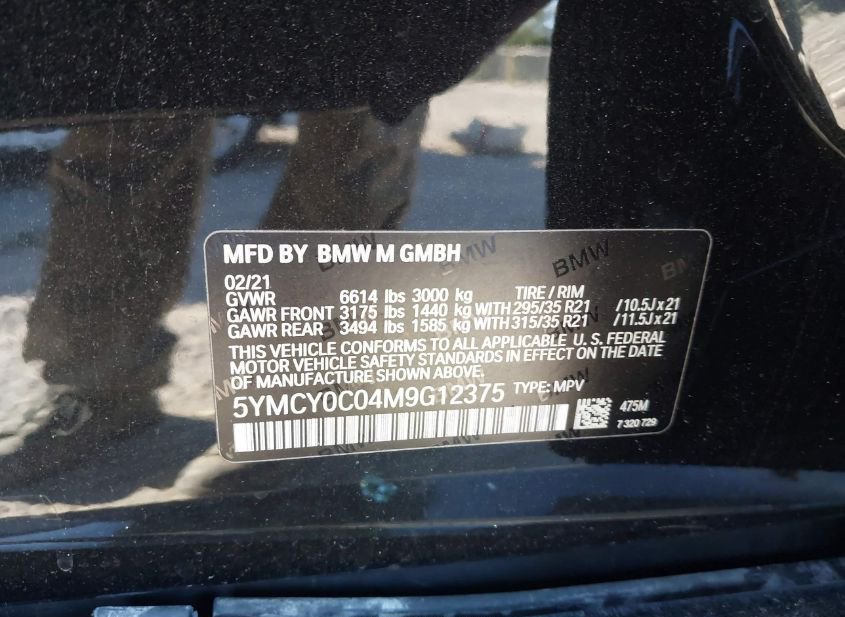 MFD BY BMW M GMBH
02/21
GVWR 6614 lbs 3000 kg TIRE / RIM
GAWR FRONT 3175 lbs 1440 kg WITH 295/35 R21 / 10.5J x 21
GAWR REAR 3494 lbs 1585 kg WITH 315/35 R21 / 11.5J x 21
THIS VEHICLE CONFORMS TO ALL APPLICABLE U.S. FEDERAL
MOTOR VEHICLE SAFETY STANDARDS IN EFFECT ON THE DATE
OF MANUFACTURE SHOWN ABOVE.
5YMCY0C04M9G12375 TYPE: MPV
475M
7 320 729
BMW
BMW